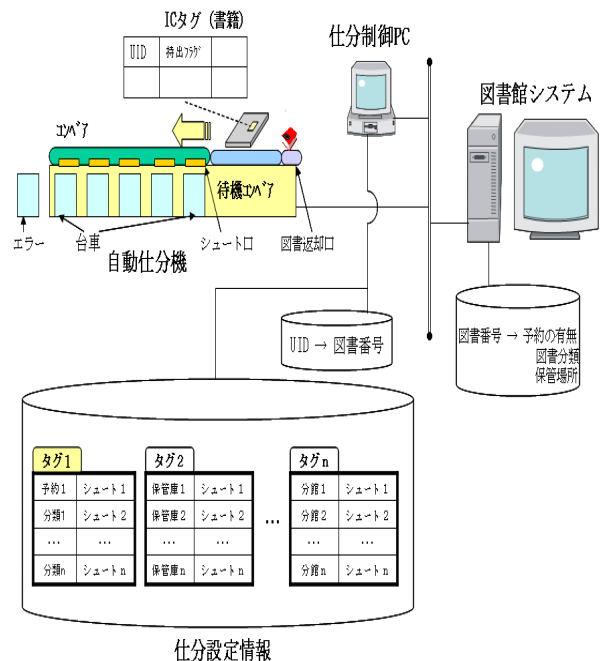 ICタグ (書籍)
UID 持出フラグ
仕分制御PC
図書館システム
コンベア
待機コンベア
エラー
台車
シュート口
図書返却口
自動仕分機
UID → 図書番号
図書番号 → 予約の有無
図書分類
保管場所
タグ1
予約1 シュート1
分類1 シュート2
... ...
分類n シュートn
タグ2
保管庫1 シュート1
保管庫2 シュート2
... ...
保管庫n シュートn
...
タグn
分館1 シュート1
分館2 シュート2
... ...
分館n シュートn
仕分設定情報